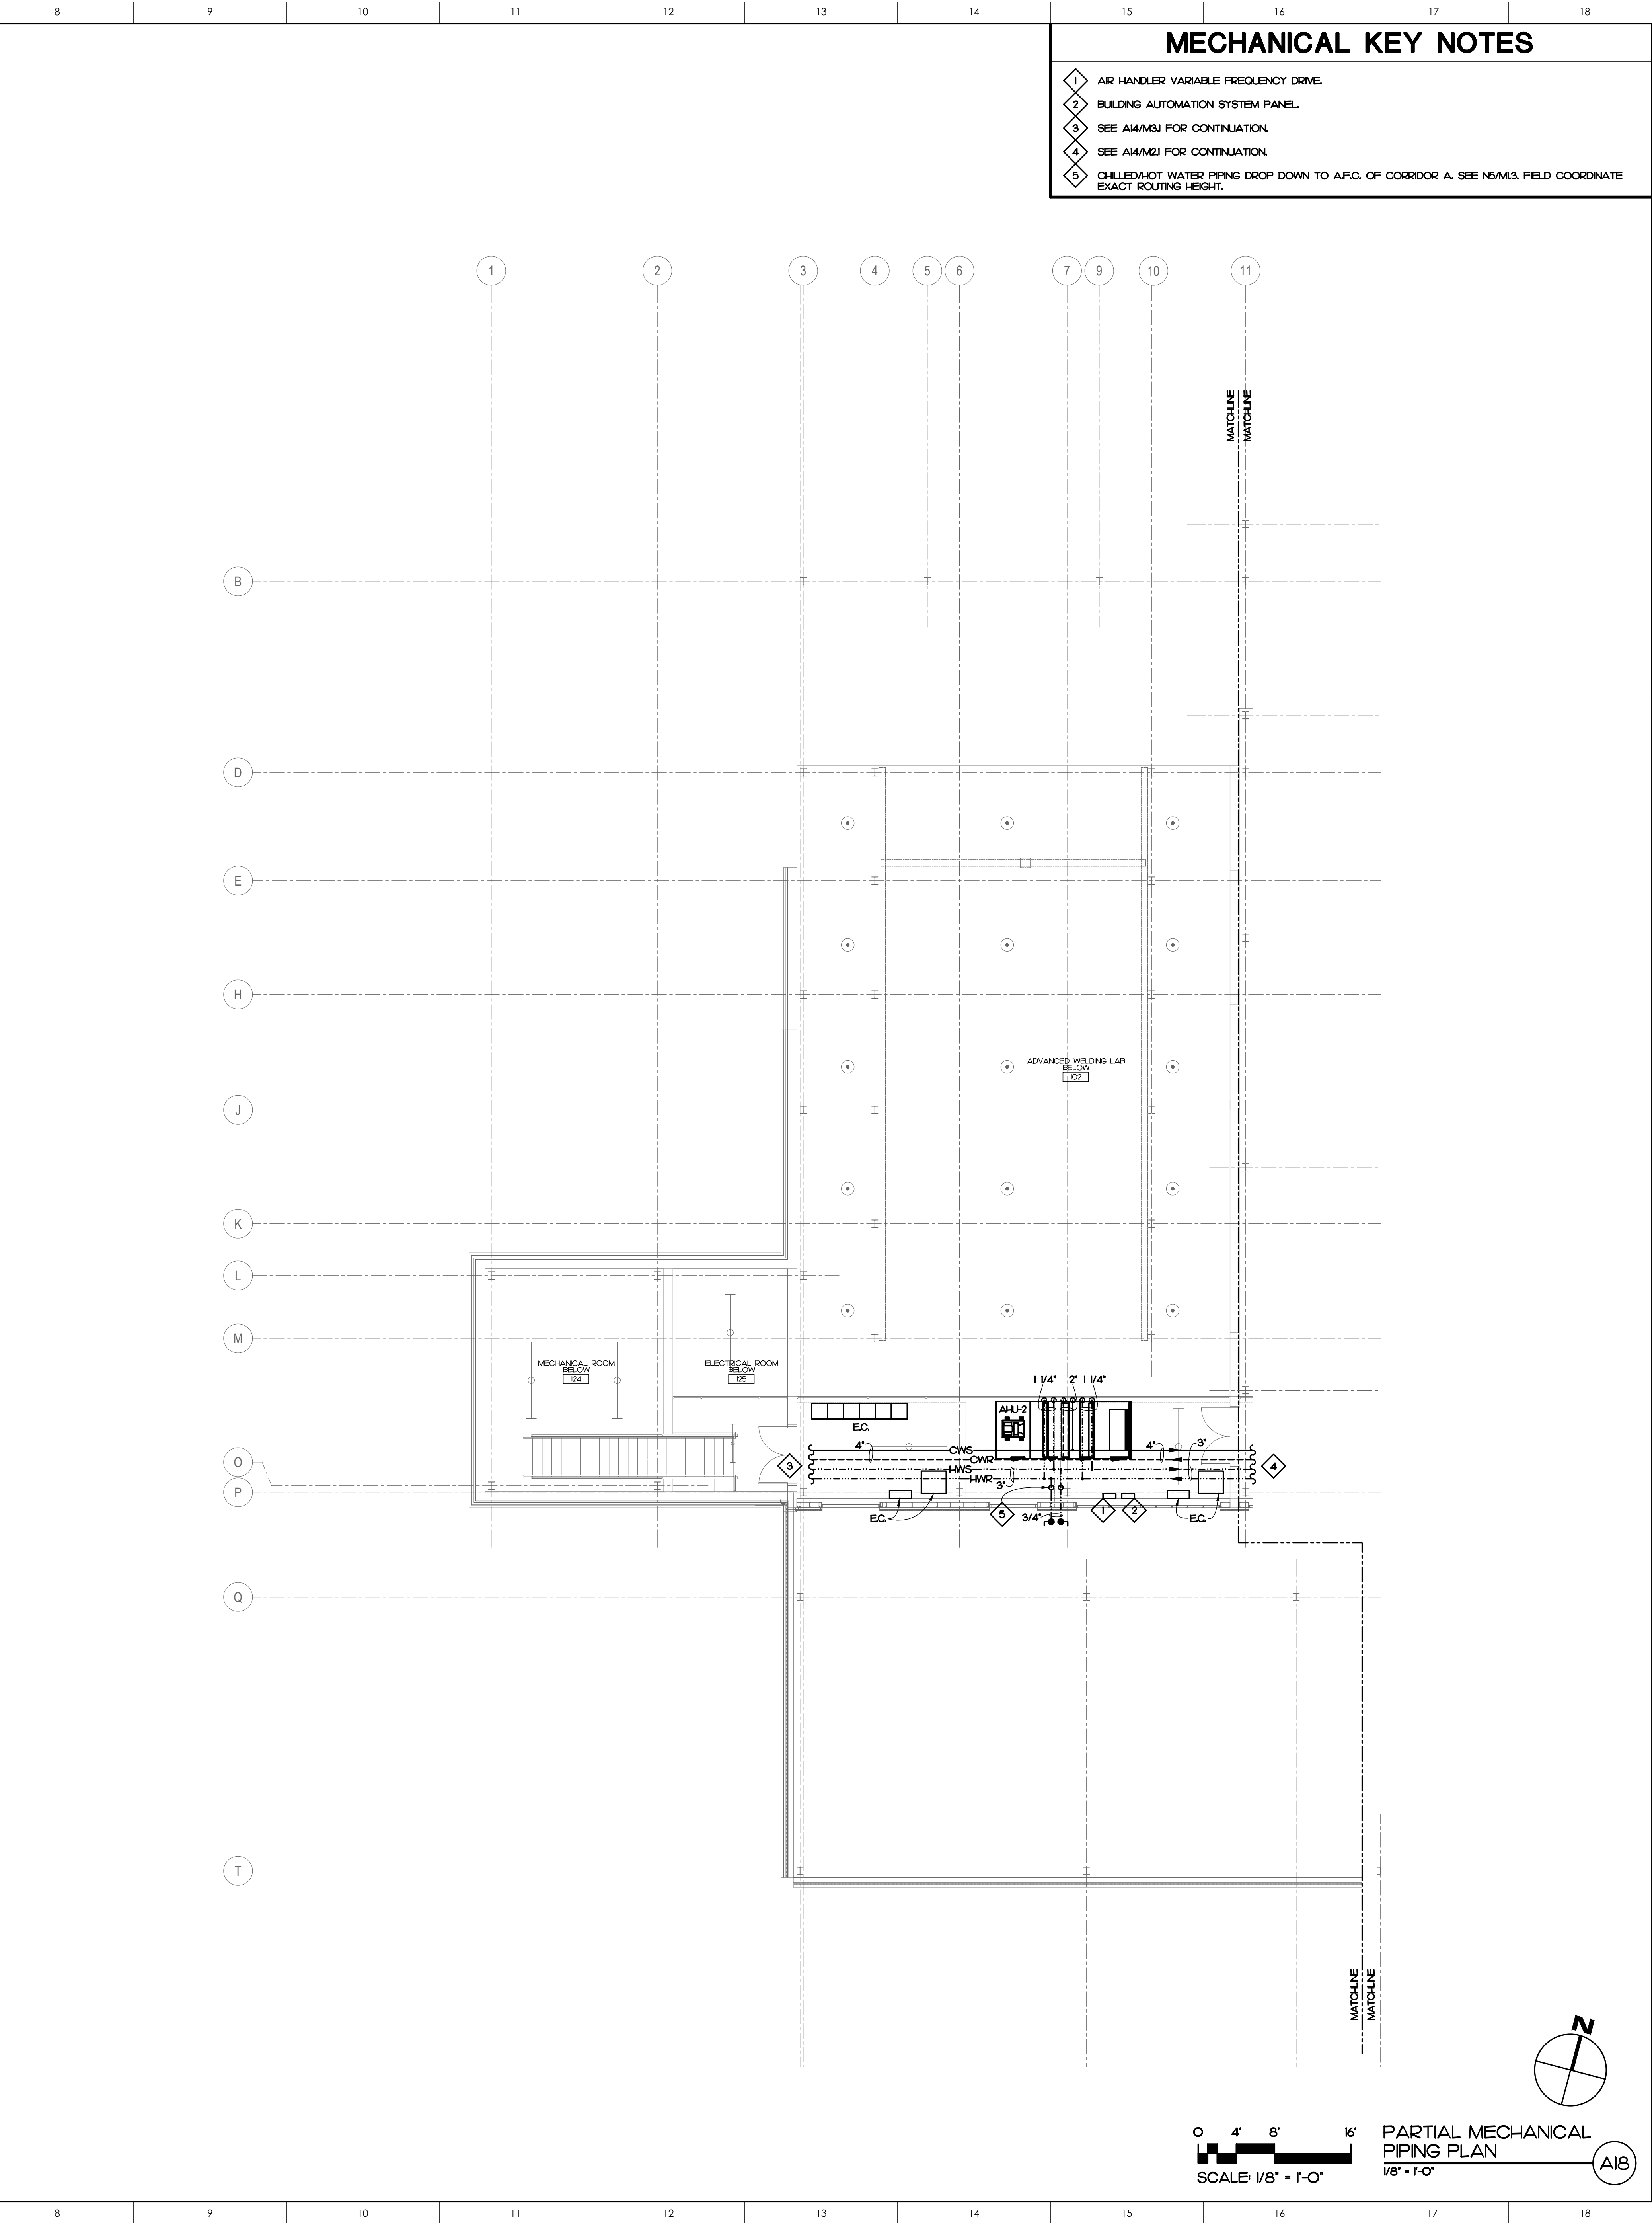 8 9 10 11 12 13 14 15 16 17 18
MECHANICAL KEY NOTES
1 AIR HANDLER VARIABLE FREQUENCY DRIVE.
2 BUILDING AUTOMATION SYSTEM PANEL.
3 SEE A14/M3.1 FOR CONTINUATION.
4 SEE A14/M2.1 FOR CONTINUATION.
5 CHILLED/HOT WATER PIPING DROP DOWN TO A.F.C. OF CORRIDOR A. SEE N5/M1.3. FIELD COORDINATE
EXACT ROUTING HEIGHT.
1 2 3 4 5 6 7 9 10 11
MATCHLINE
MATCHLINE
B
D
E
H
ADVANCED WELDING LAB
BELOW
102
J
K
L
M
MECHANICAL ROOM
BELOW
124
ELECTRICAL ROOM
BELOW
125
1 1/4" 2" 1 1/4"
AHU-2
E.C.
4" CWS 4" 3"
CWR
HWS
HWR
3"
3
4
O
P
E.C. 5 3/4" 1 2 E.C.
Q
T
MATCHLINE
MATCHLINE
N
0 4' 8' 16'
SCALE: 1/8" = 1'-0"
PARTIAL MECHANICAL
PIPING PLAN
1/8" = 1'-0"
A18
8 9 10 11 12 13 14 15 16 17 18